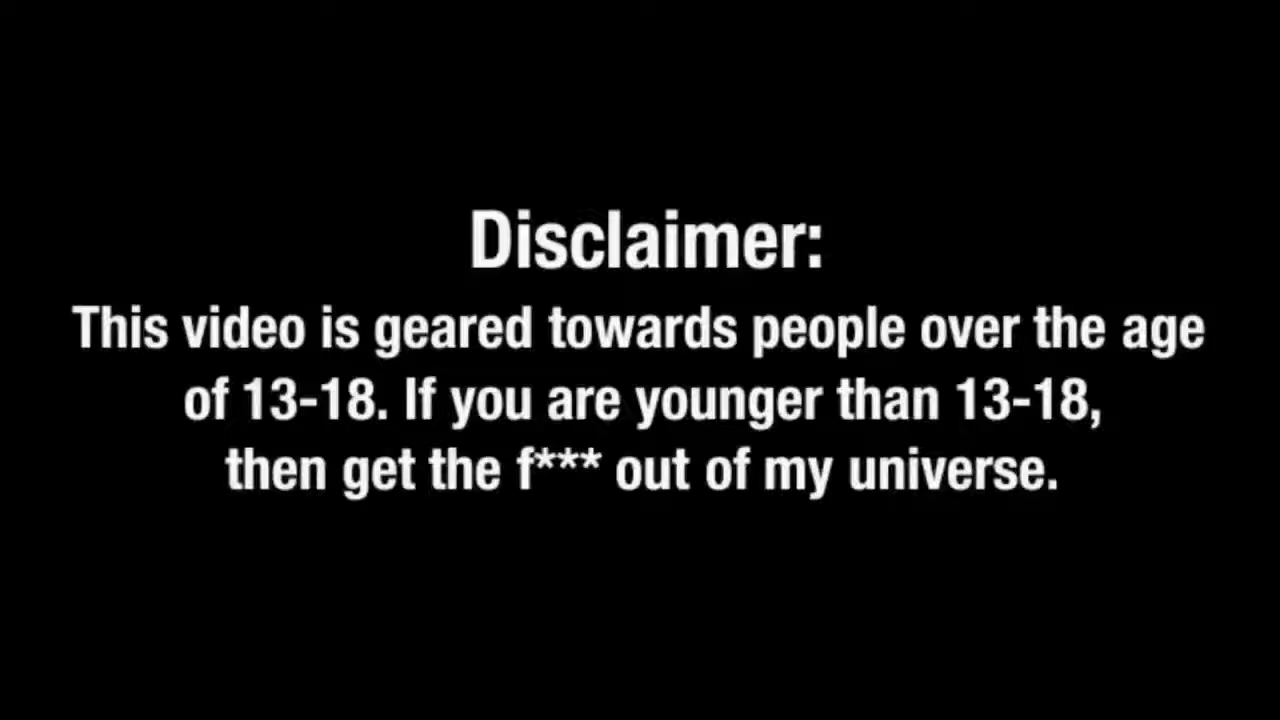 Disclaimer:
This video is geared towards people over the age
of 13-18. If you are younger than 13-18,
then get the f*** out of my universe.